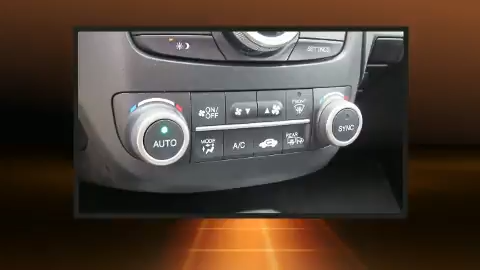 SETTINGS
ON/
OFF
FRONT
AUTO
SYNC
MODE
A/C
REAR